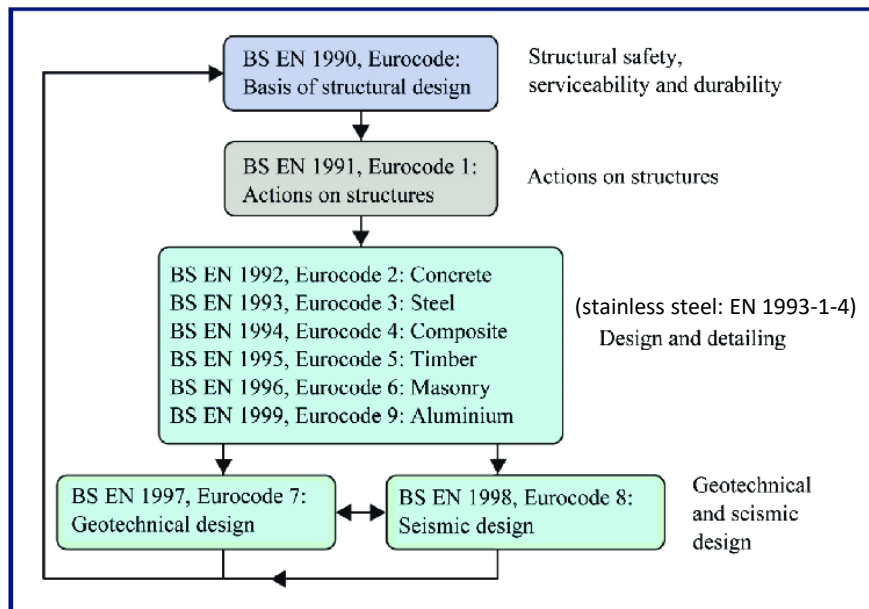 BS EN 1990, Eurocode:
Basis of structural design
Structural safety,
serviceability and durability
BS EN 1991, Eurocode 1:
Actions on structures
Actions on structures
BS EN 1992, Eurocode 2: Concrete
BS EN 1993, Eurocode 3: Steel
BS EN 1994, Eurocode 4: Composite
BS EN 1995, Eurocode 5: Timber
BS EN 1996, Eurocode 6: Masonry
BS EN 1999, Eurocode 9: Aluminium
(stainless steel: EN 1993-1-4)
Design and detailing
BS EN 1997, Eurocode 7:
Geotechnical design
BS EN 1998, Eurocode 8:
Seismic design
Geotechnical
and seismic
design